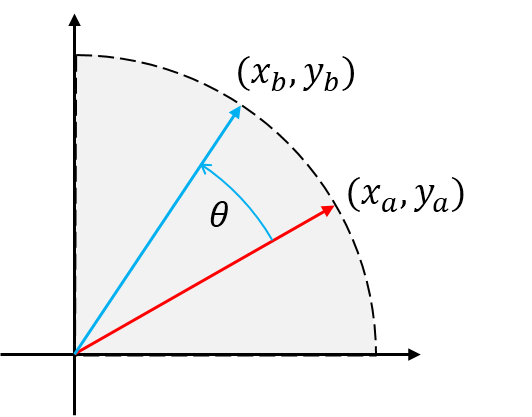 (x_b, y_b)
(x_a, y_a)
θ